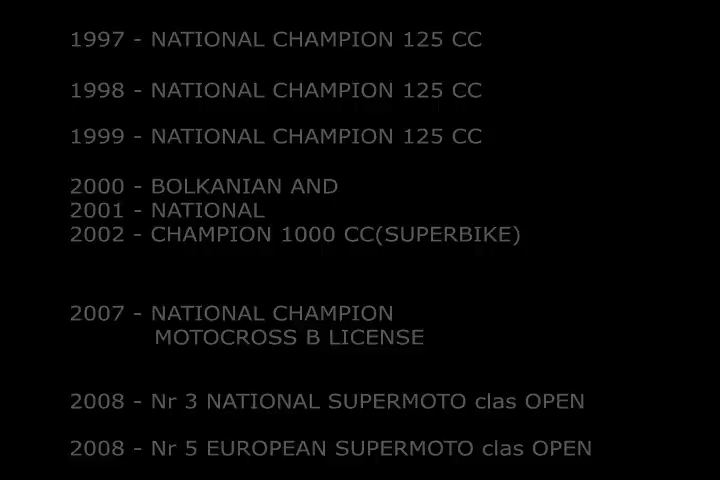 1997 - NATIONAL CHAMPION 125 CC
1998 - NATIONAL CHAMPION 125 CC
1999 - NATIONAL CHAMPION 125 CC
2000 - BOLKANIAN AND
2001 - NATIONAL
2002 - CHAMPION 1000 CC(SUPERBIKE)
2007 - NATIONAL CHAMPION
MOTOCROSS B LICENSE
2008 - Nr 3 NATIONAL SUPERMOTO clas OPEN
2008 - Nr 5 EUROPEAN SUPERMOTO clas OPEN